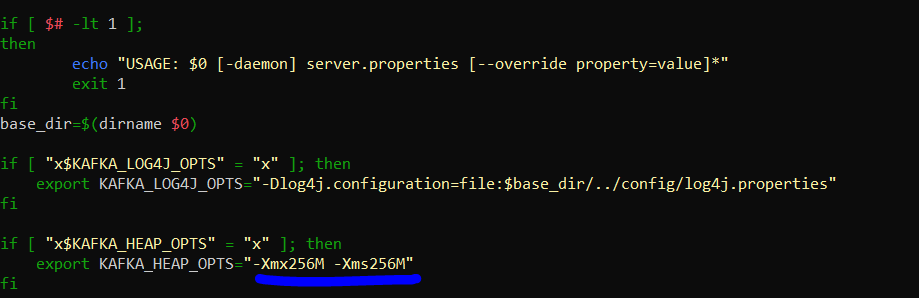 if [ $# -lt 1 ];
then
        echo "USAGE: $0 [-daemon] server.properties [--override property=value]*"
        exit 1
fi
base_dir=$(dirname $0)

if [ "x$KAFKA_LOG4J_OPTS" = "x" ]; then
    export KAFKA_LOG4J_OPTS="-Dlog4j.configuration=file:$base_dir/../config/log4j.properties"
fi

if [ "x$KAFKA_HEAP_OPTS" = "x" ]; then
    export KAFKA_HEAP_OPTS="-Xmx256M -Xms256M"
fi